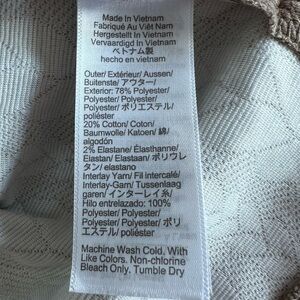 Made In Vietnam
Fabriqué Au Viêt Nam
Hergestellt In Vietnam
Vervaardigd in Vietnam
ベトナム製
hecho en vietnam
Outer/ Extérieur/ Aussen/
Buitenste/ アウター/
Exterior: 78% Polyester/
Polyester/ Polyester/
Polyester/ ポリエステル/
poliéster
20% Cotton/ Coton/
Baumwolle/ Katoen/ 綿/
algodón
2% Elastane/ Élasthanne/
Elastan/ Elastaan/ ポリウレ
タン/ elastano
Interlay Yarn/ Fil intercalé/
Interlay-Garn/ Tussenlaag
garen/ インターレイ糸/
Hilo entrelazado: 100%
Polyester/ Polyester/
Polyester/ Polyester/ ポリ
エステル/ poliéster
Machine Wash Cold. With
Like Colors. Non-chlorine
Bleach Only. Tumble Dry